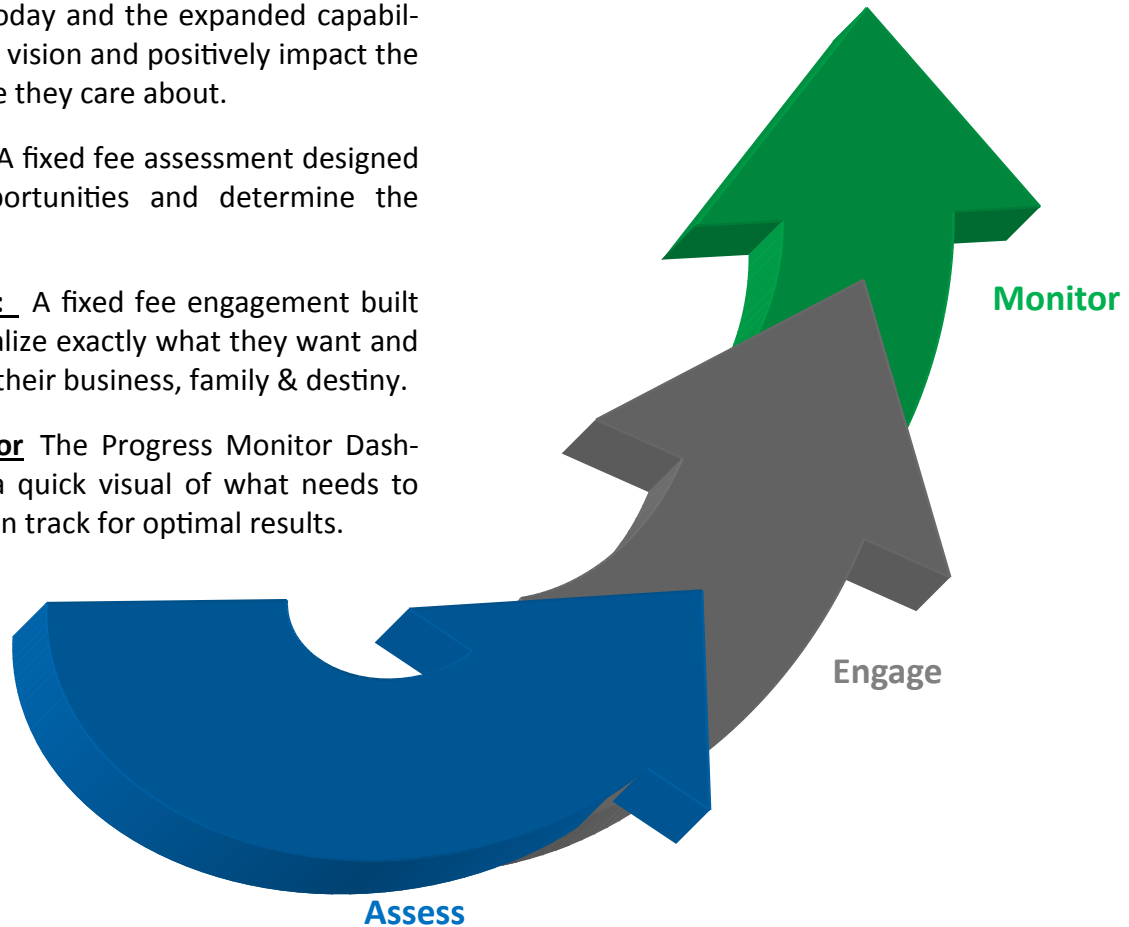 oday and the expanded capabil-
vision and positively impact the
e they care about.
A fixed fee assessment designed
portunities and determine the
: A fixed fee engagement built
alize exactly what they want and
their business, family & destiny.
or The Progress Monitor Dash-
a quick visual of what needs to
n track for optimal results.
Monitor
Engage
Assess